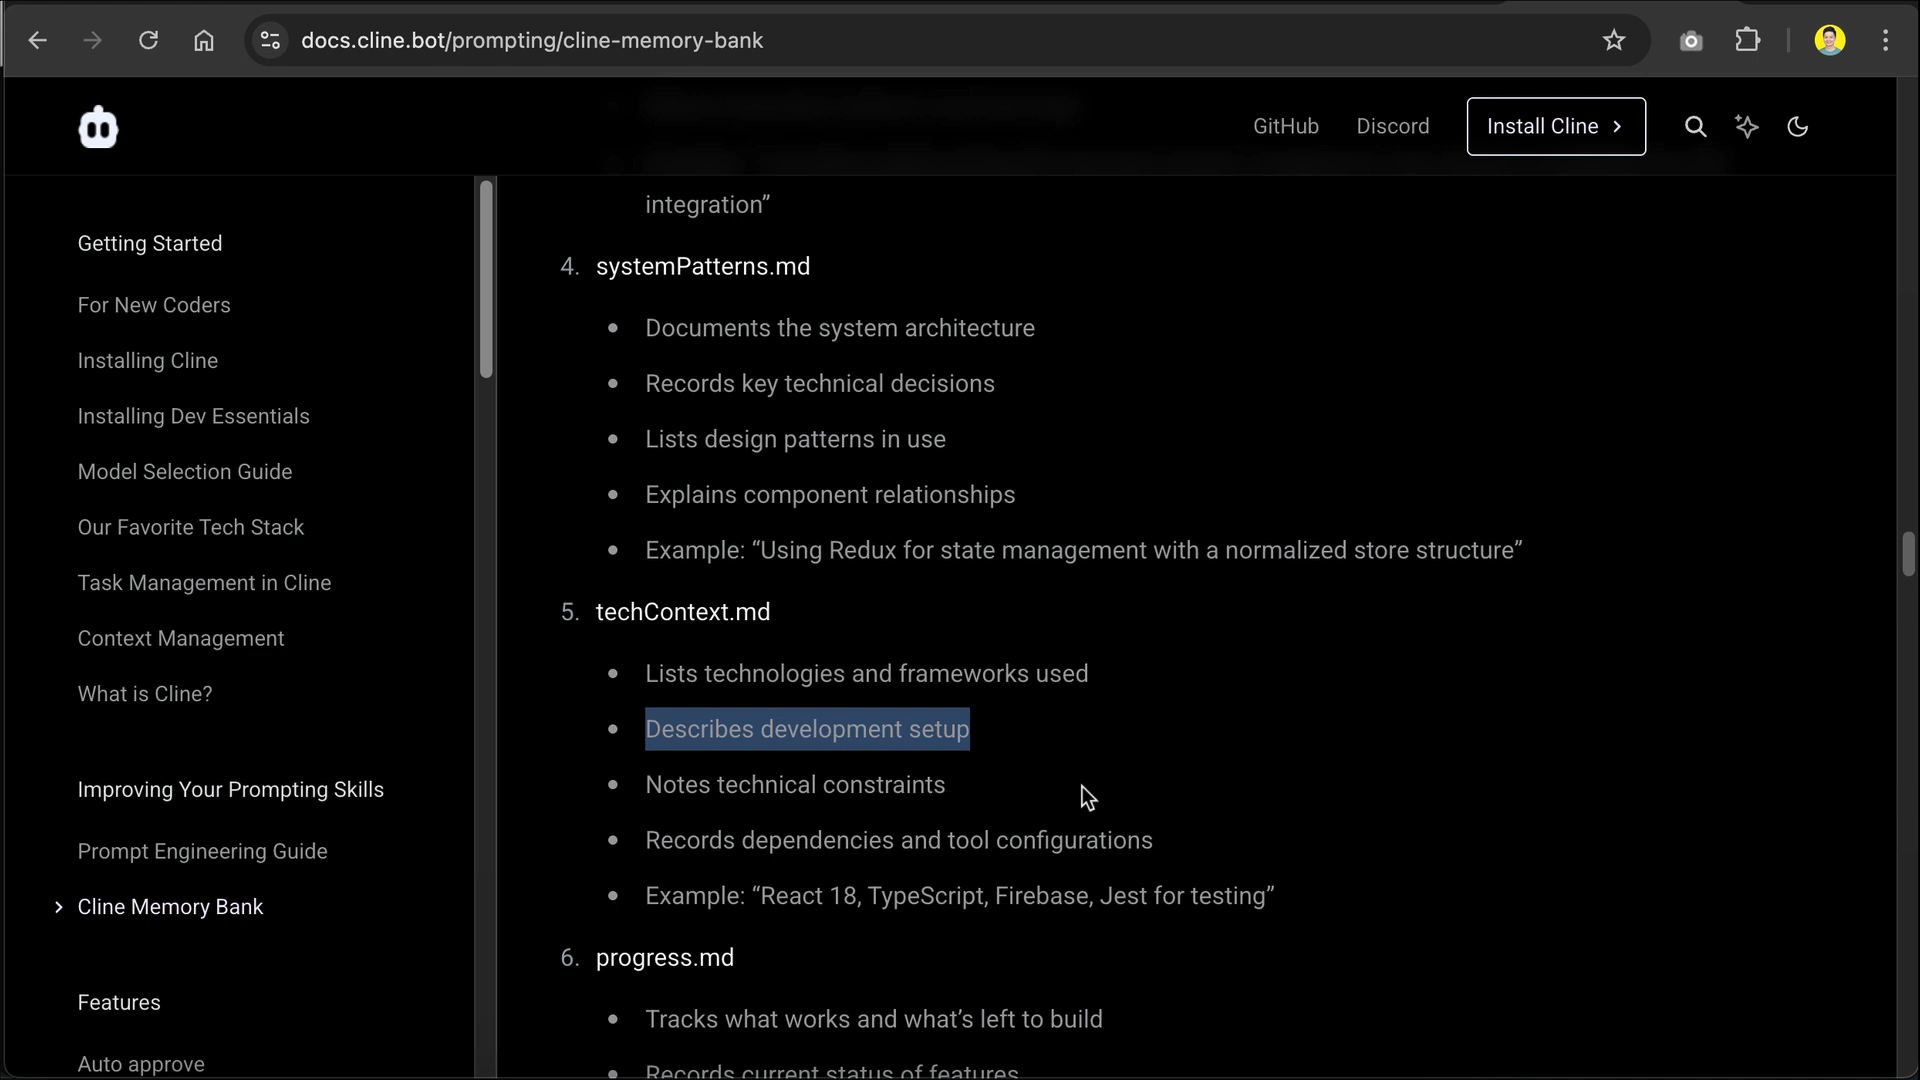 docs.cline.bot/prompting/cline-memory-bank
GitHub
Discord
Install Cline
Getting Started
For New Coders
Installing Cline
Installing Dev Essentials
Model Selection Guide
Our Favorite Tech Stack
Task Management in Cline
Context Management
What is Cline?
Improving Your Prompting Skills
Prompt Engineering Guide
Cline Memory Bank
Features
Auto approve
integration”
4. systemPatterns.md
Documents the system architecture
Records key technical decisions
Lists design patterns in use
Explains component relationships
Example: “Using Redux for state management with a normalized store structure”
5. techContext.md
Lists technologies and frameworks used
Describes development setup
Notes technical constraints
Records dependencies and tool configurations
Example: “React 18, TypeScript, Firebase, Jest for testing”
6. progress.md
Tracks what works and what’s left to build
Records current status of features